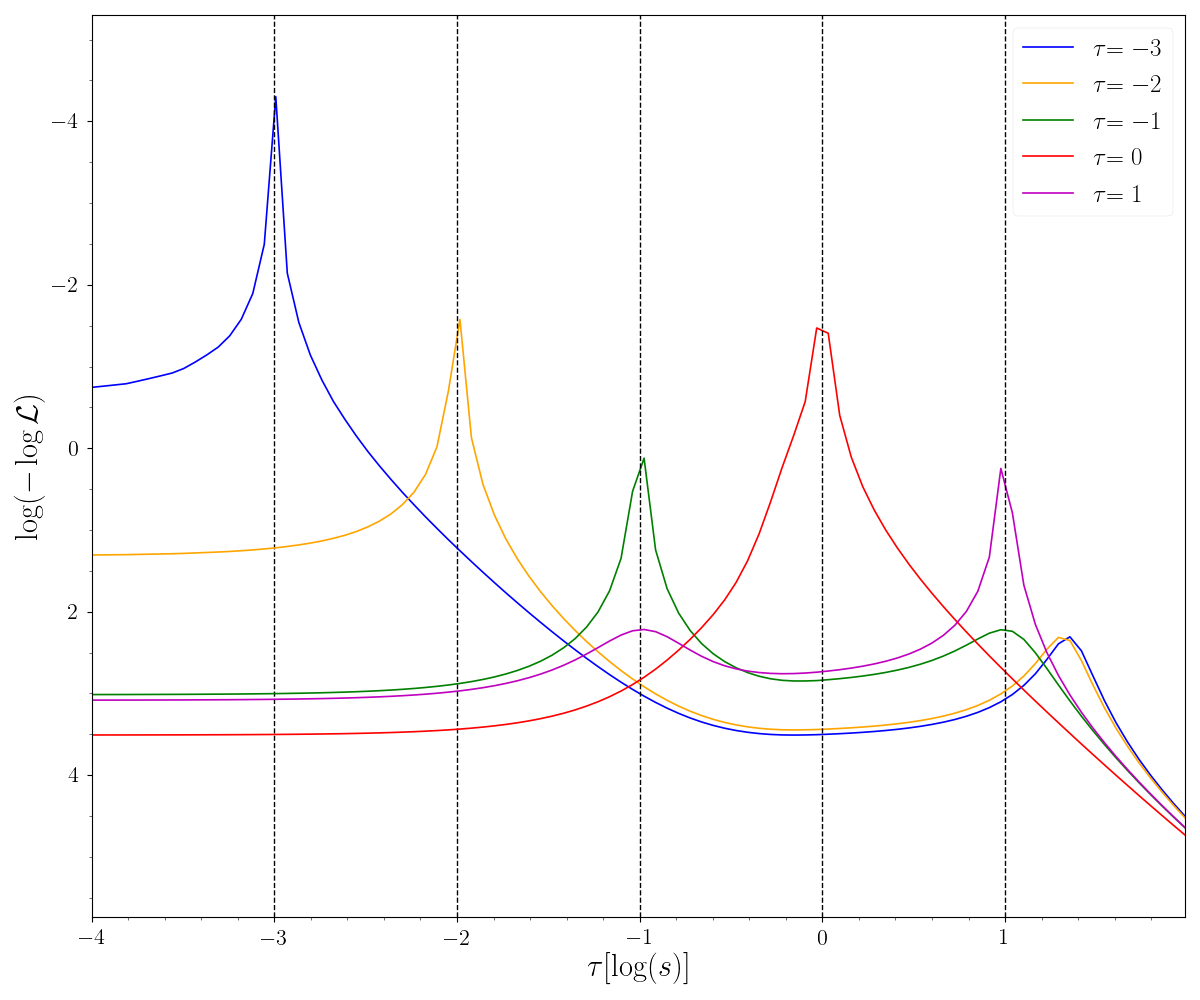 τ = −3
τ = −2
τ = −1
τ = 0
τ = 1
log(− log ℒ)
−4
−2
0
2
4
−4
−3
−2
−1
0
1
τ[log(s)]